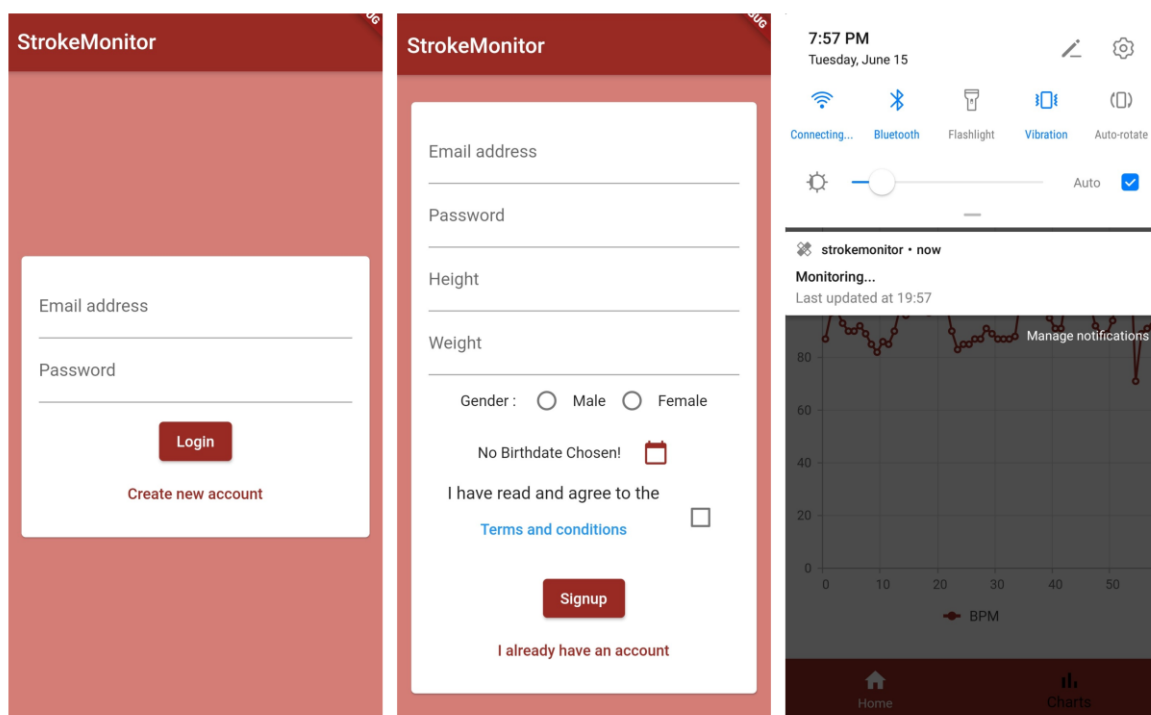 StrokeMonitor
UG
Email address
Password
Login
Create new account
StrokeMonitor
UG
Email address
Password
Height
Weight
Gender : Male Female
No Birthdate Chosen!
I have read and agree to the
Terms and conditions
Signup
I already have an account
7:57 PM
Tuesday, June 15
Connecting... Bluetooth Flashlight Vibration Auto-rotate
Auto
strokemonitor • now
Monitoring...
Last updated at 19:57
Manage notifications
80
60
40
20
0
0 10 20 30 40 50
BPM
Home Charts